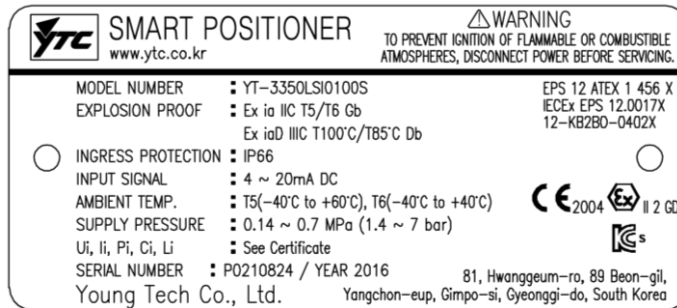 YTC SMART POSITIONER
www.ytc.co.kr
⚠WARNING
TO PREVENT IGNITION OF FLAMMABLE OR COMBUSTIBLE
ATMOSPHERES, DISCONNECT POWER BEFORE SERVICING.
MODEL NUMBER : YT-3350LSI0100S
EXPLOSION PROOF : Ex ia IIC T5/T6 Gb
Ex iaD IIIC T100°C/T85°C Db
INGRESS PROTECTION : IP66
INPUT SIGNAL : 4 ~ 20mA DC
AMBIENT TEMP. : T5(-40°C to +60°C), T6(-40°C to +40°C)
SUPPLY PRESSURE : 0.14 ~ 0.7 MPa (1.4 ~ 7 bar)
Ui, Ii, Pi, Ci, Li : See Certificate
SERIAL NUMBER : P0210824 / YEAR 2016
Young Tech Co., Ltd.
EPS 12 ATEX 1 456 X
IECEx EPS 12.0017X
12-KB2BO-0402X
CE 2004 Ex II 2 GD
KC s
81, Hwanggeum-ro, 89 Beon-gil,
Yangchon-eup, Gimpo-si, Gyeonggi-do, South Korea